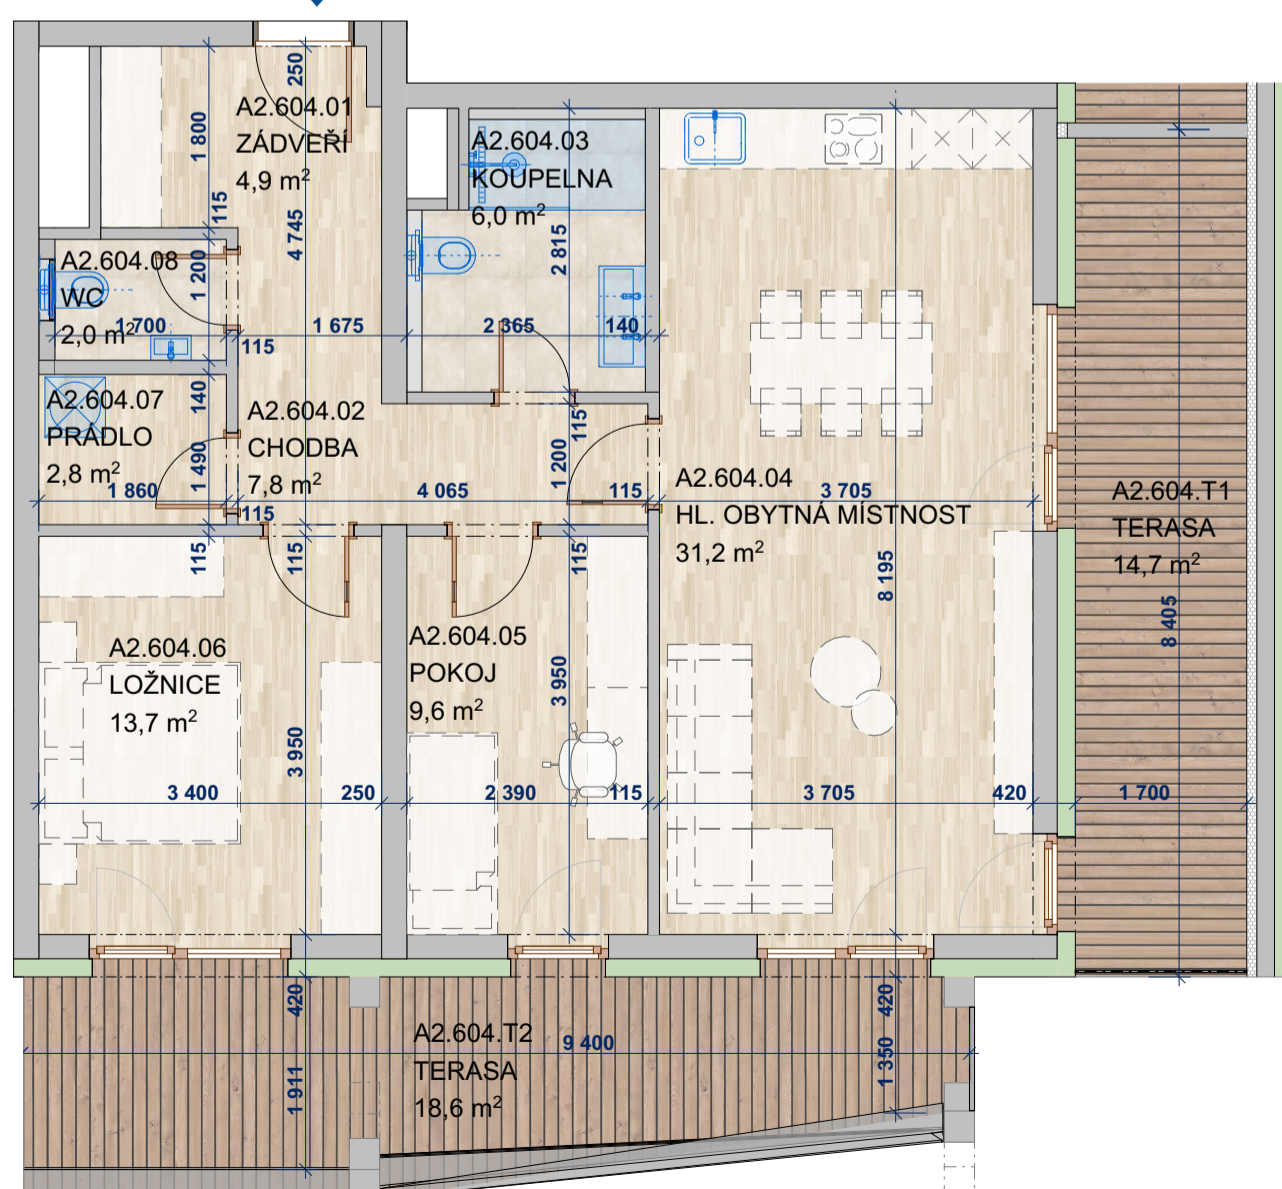 250
A2.604.01
ZÁDVEŘÍ
4,9 m²
1 800
115
4 745
A2.604.03
KOUPELNA
6,0 m²
2 815
A2.604.08
WC
2,0 m²
1 200
1 700
1 675
2 365
140
115
A2.604.07
PRÁDLO
2,8 m²
140
1 490
1 860
115
A2.604.02
CHODBA
7,8 m²
4 065
115
1 200
115
A2.604.04
HL. OBYTNÁ MÍSTNOST
31,2 m²
3 705
8 195
A2.604.T1
TERASA
14,7 m²
8 405
115
115
115
A2.604.06
LOŽNICE
13,7 m²
3 950
3 400
250
A2.604.05
POKOJ
9,6 m²
3 950
2 390
115
3 705
420
1 700
420
1 911
A2.604.T2
TERASA
18,6 m²
9 400
420
1 350